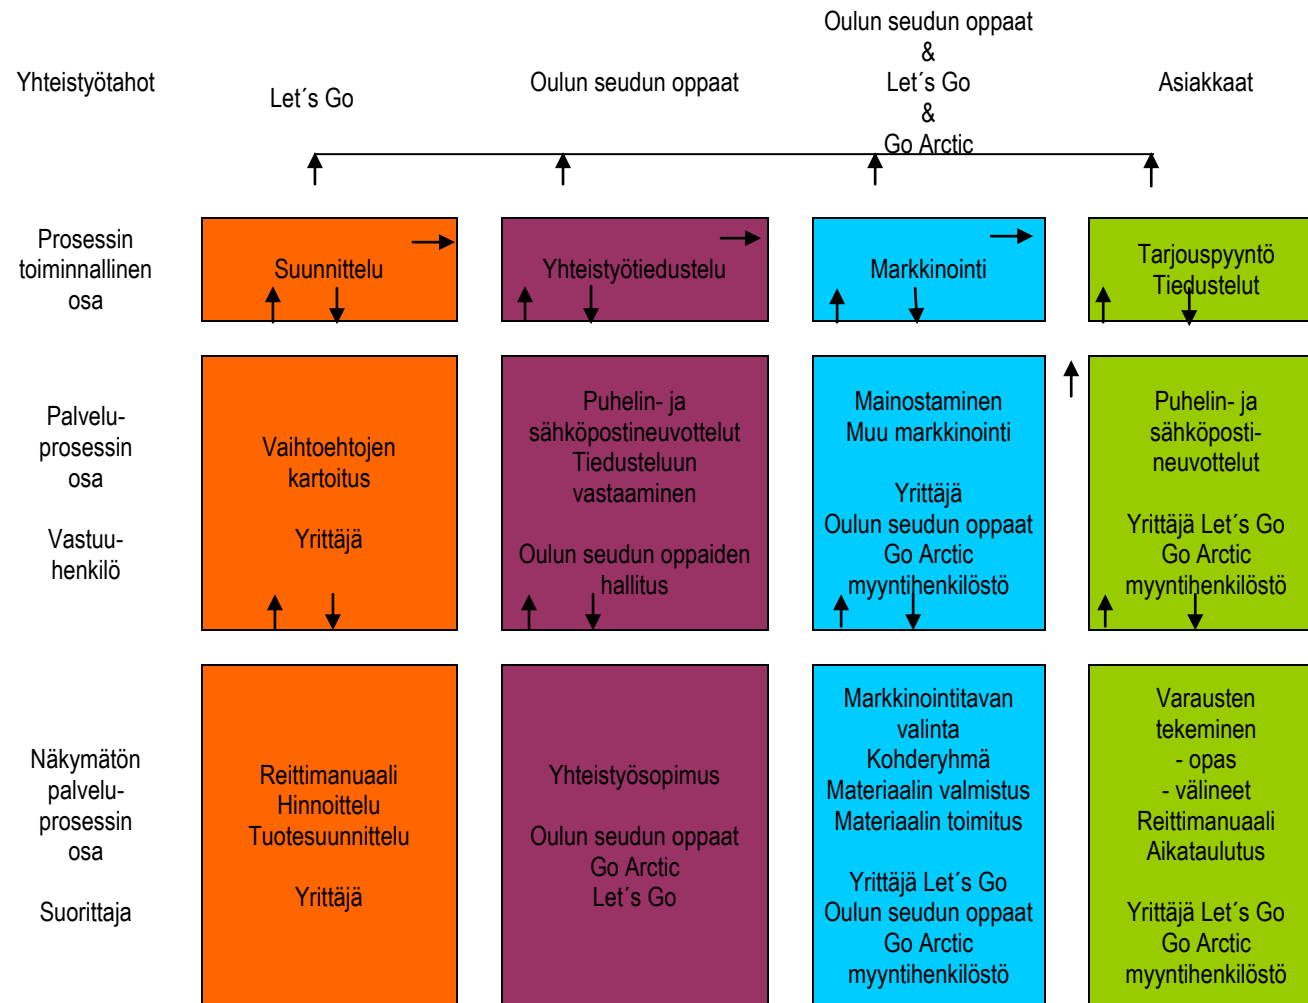 Yhteistyötahot
Let´s Go
Oulun seudun oppaat
Oulun seudun oppaat
&
Let´s Go
&
Go Arctic
Asiakkaat
Prosessin
toiminnallinen
osa
Suunnittelu
Yhteistyötiedustelu
Markkinointi
Tarjouspyyntö
Tiedustelut
Palvelu-
prosessin
osa
Vastuu-
henkilö
Vaihtoehtojen
kartoitus
Yrittäjä
Puhelin- ja
sähköpostineuvottelut
Tiedusteluun
vastaaminen
Oulun seudun oppaiden
hallitus
Mainostaminen
Muu markkinointi
Yrittäjä
Oulun seudun oppaat
Go Arctic
myyntihenkilöstö
Puhelin- ja
sähköposti-
neuvottelut
Yrittäjä Let´s Go
Go Arctic
myyntihenkilöstö
Näkymätön
palvelu-
prosessin
osa
Suorittaja
Reittimanuaali
Hinnoittelu
Tuotesuunnittelu
Yrittäjä
Yhteistyösopimus
Oulun seudun oppaat
Go Arctic
Let´s Go
Markkinointitavan
valinta
Kohderyhmä
Materiaalin valmistus
Materiaalin toimitus
Yrittäjä Let´s Go
Oulun seudun oppaat
Go Arctic
myyntihenkilöstö
Varausten
tekeminen
- opas
- välineet
Reittimanuaali
Aikataulutus
Yrittäjä Let´s Go
Go Arctic
myyntihenkilöstö